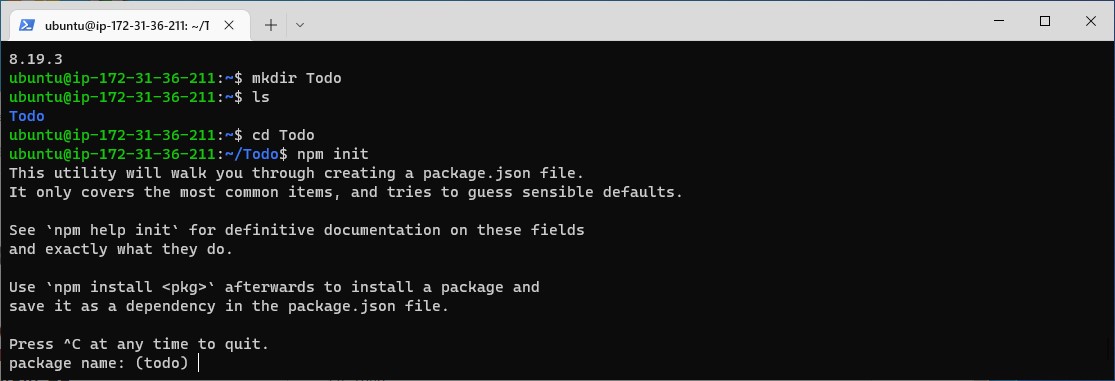 ubuntu@ip-172-31-36-211: ~/T
8.19.3
ubuntu@ip-172-31-36-211:~$ mkdir Todo
ubuntu@ip-172-31-36-211:~$ ls
Todo
ubuntu@ip-172-31-36-211:~$ cd Todo
ubuntu@ip-172-31-36-211:~/Todo$ npm init
This utility will walk you through creating a package.json file.
It only covers the most common items, and tries to guess sensible defaults.
See `npm help init` for definitive documentation on these fields
and exactly what they do.
Use `npm install <pkg>` afterwards to install a package and
save it as a dependency in the package.json file.
Press ^C at any time to quit.
package name: (todo)